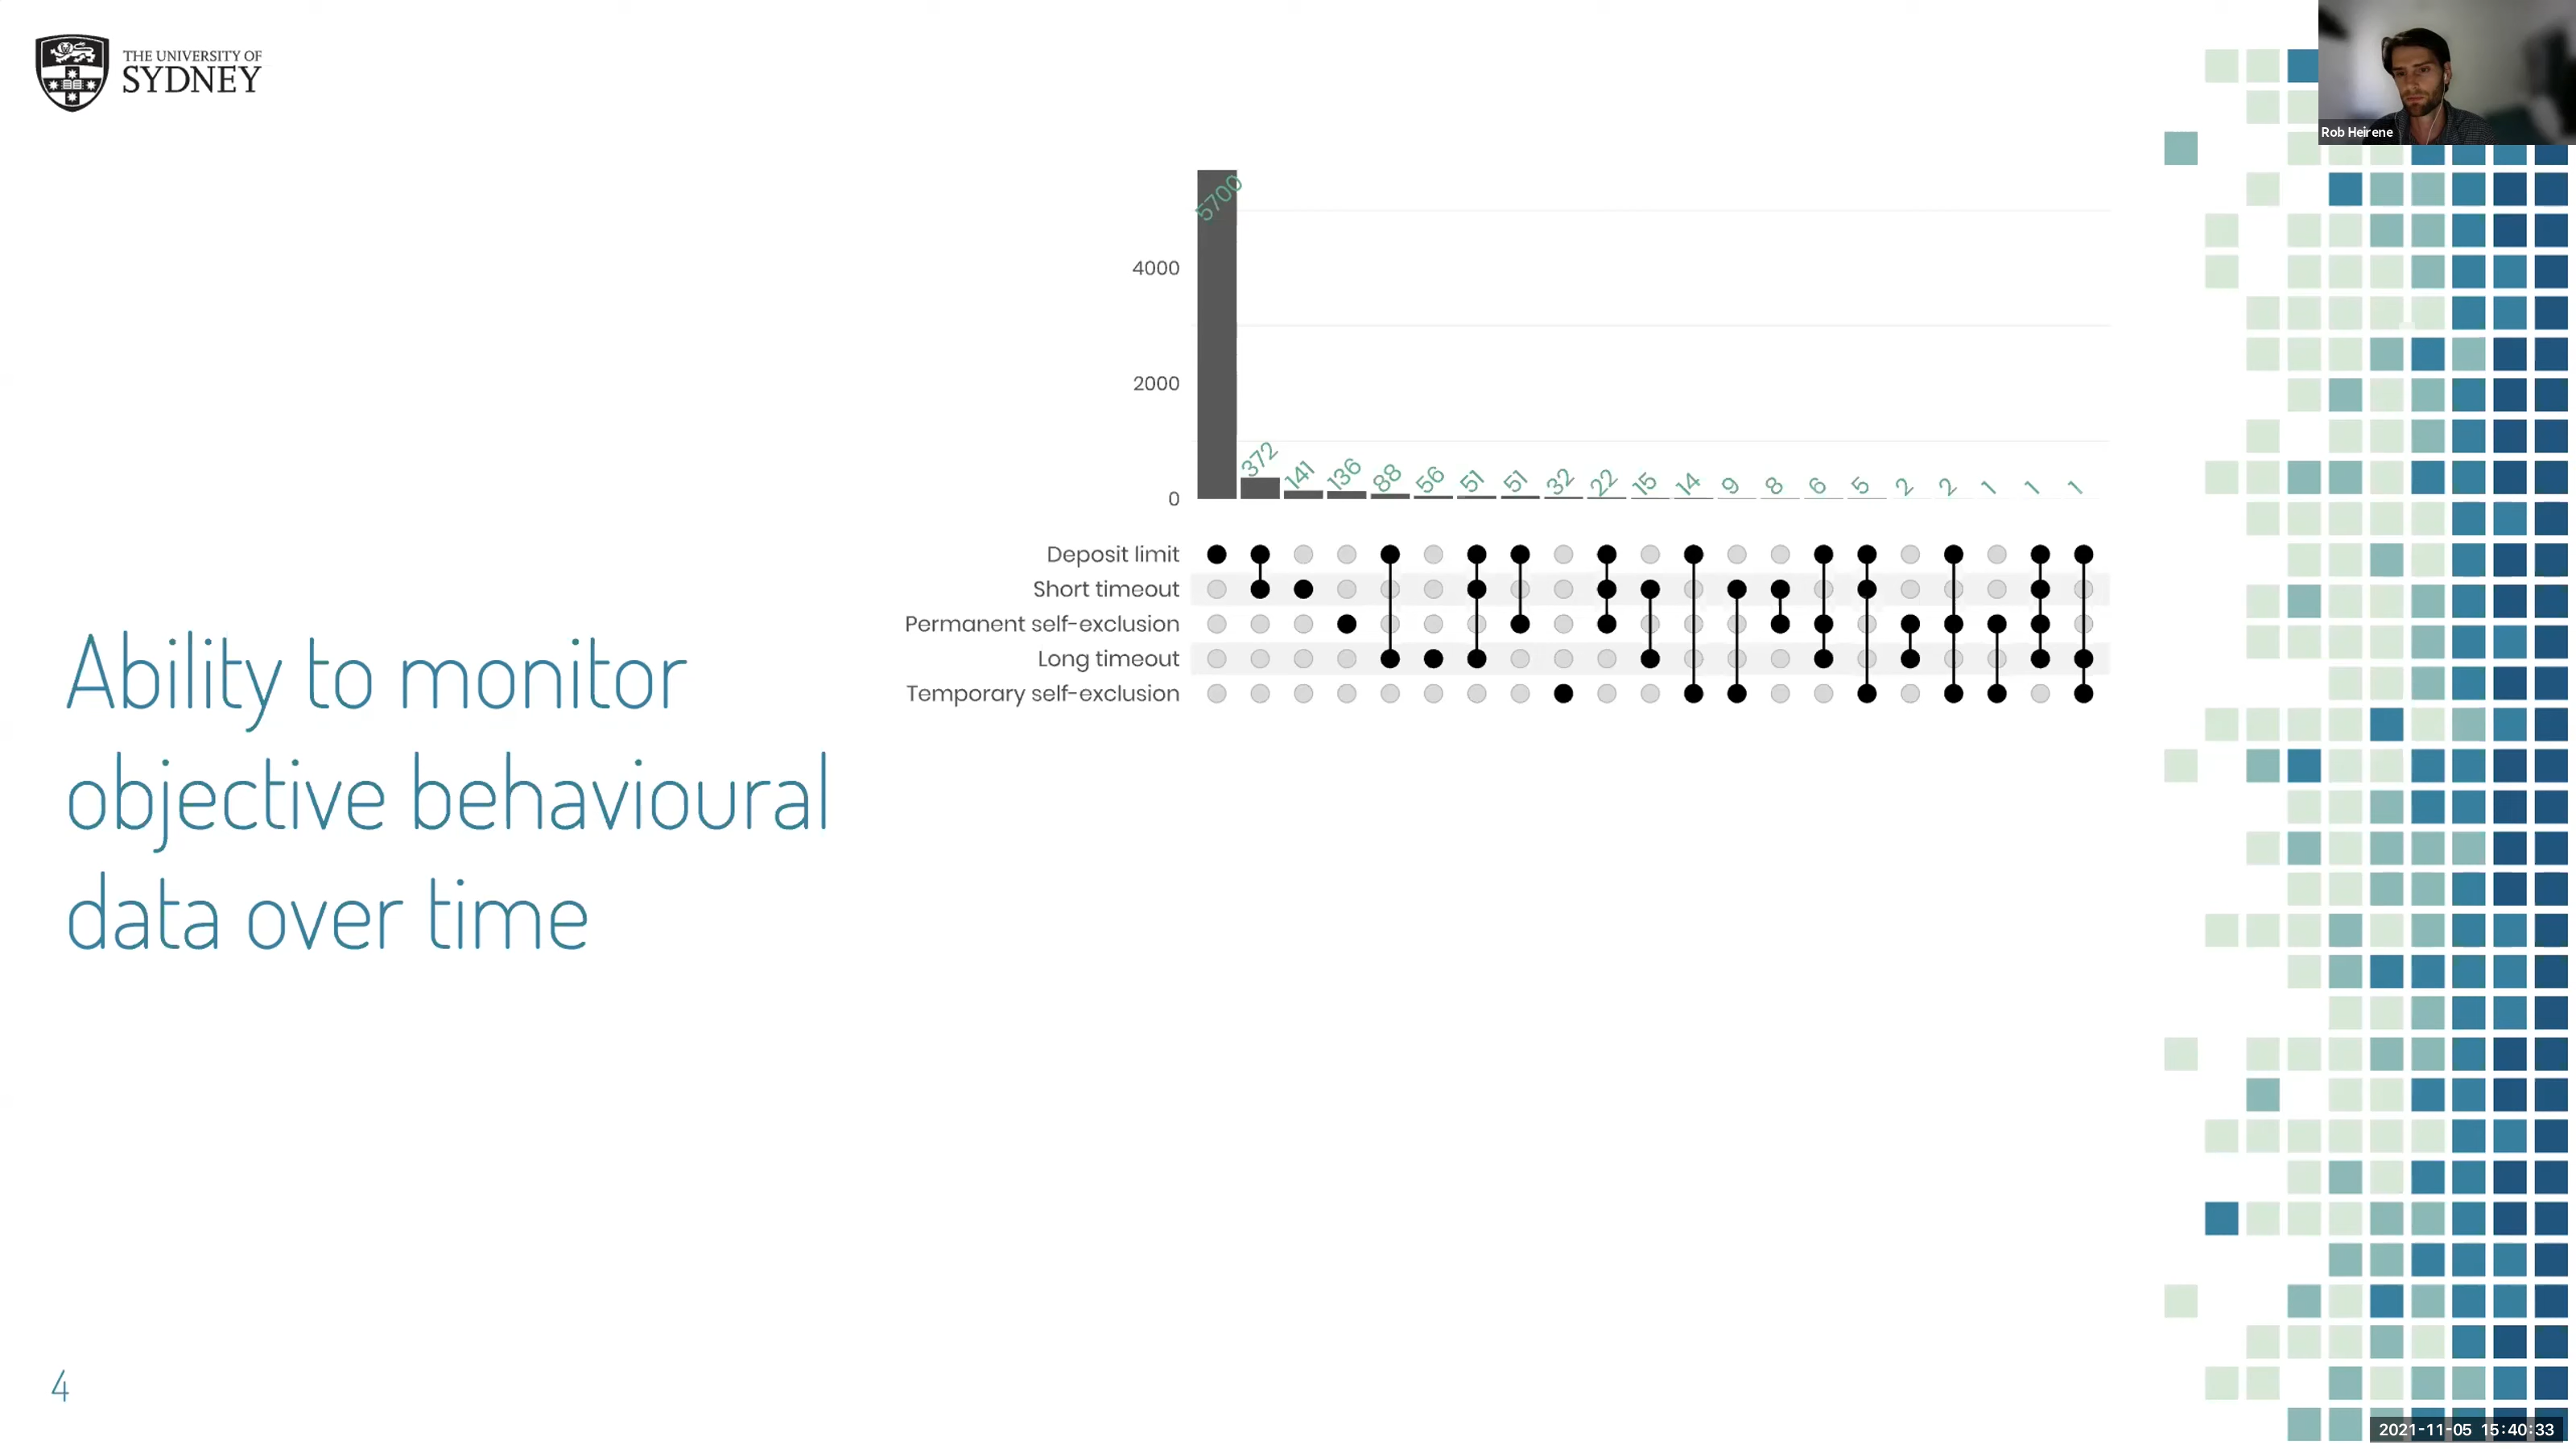 THE UNIVERSITY OF
SYDNEY
Rob Heirene
5700
4000
2000
0
372
141
136
88
56
51
51
32
22
15
14
9
8
6
5
2
2
1
1
1
Deposit limit
Short timeout
Permanent self-exclusion
Long timeout
Temporary self-exclusion
Ability to monitor
objective behavioural
data over time
4
2021-11-05 15:40:33